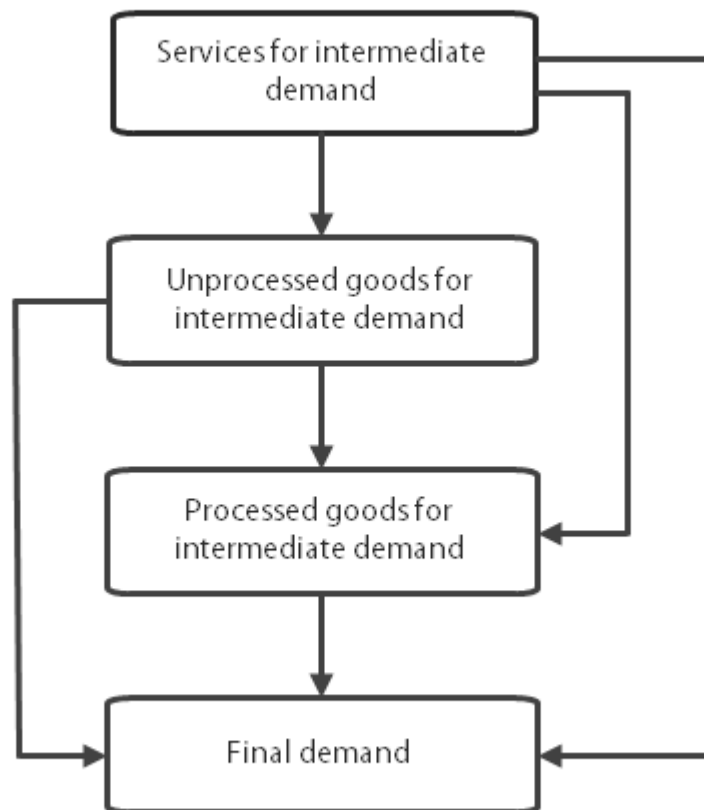 Services for intermediate
demand
Unprocessed goods for
intermediate demand
Processed goods for
intermediate demand
Final demand